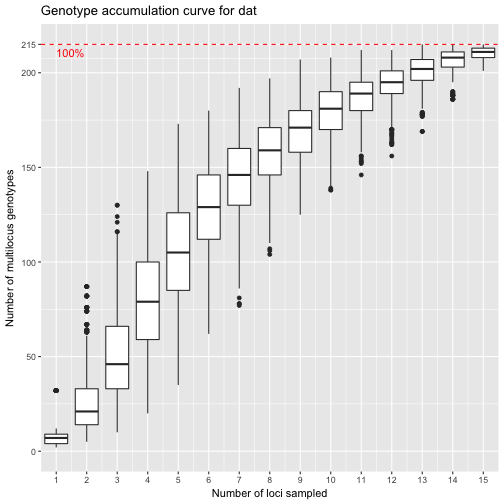 Genotype accumulation curve for dat
Number of multilocus genotypes
215
200
150
100
50
0
100%
1 2 3 4 5 6 7 8 9 10 11 12 13 14 15
Number of loci sampled